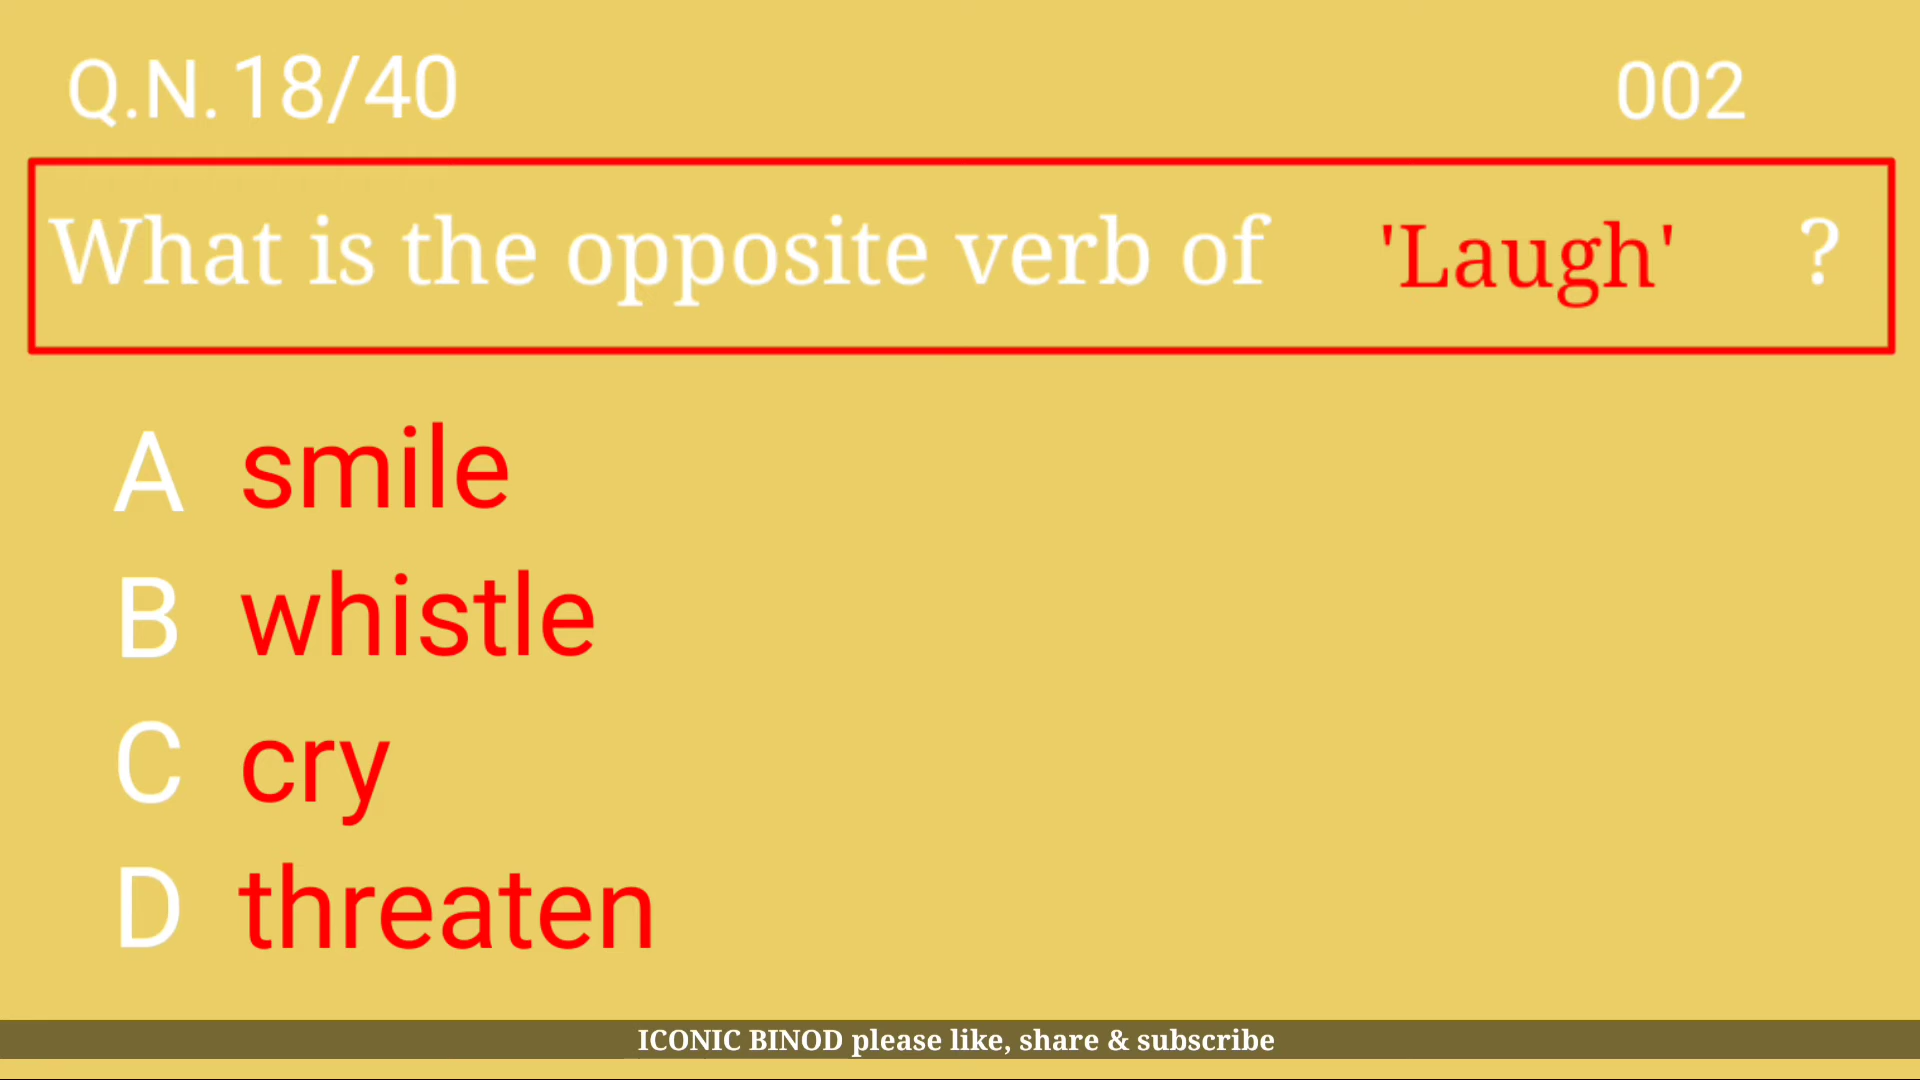 Q.N.18/40 002
What is the opposite verb of 'Laugh' ?
A smile
B whistle
C cry
D threaten
ICONIC BINOD please like, share & subscribe